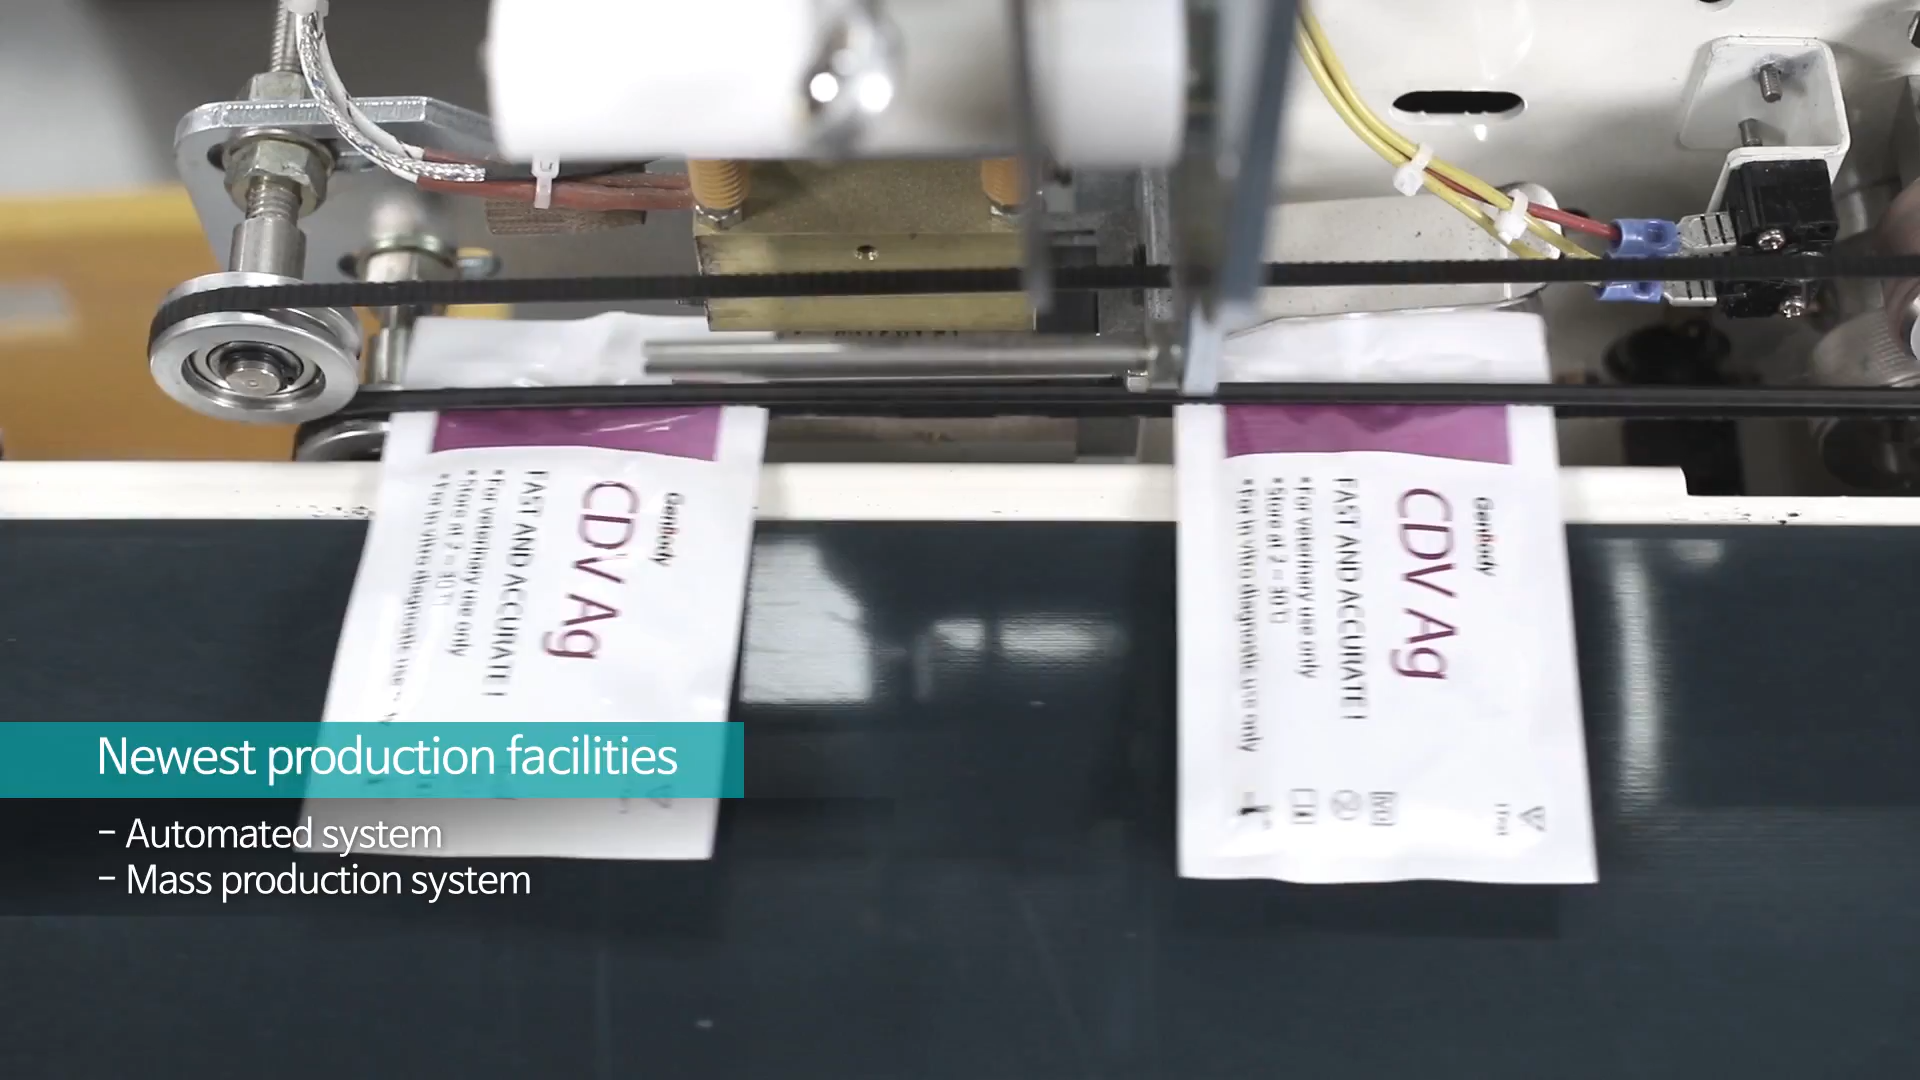 GenBody
CDV Ag
FAST AND ACCURATE !
*For veterinary use only
*Store at 2 ~ 30℃
*For in vitro diagnostic use
GenBody
CDV Ag
FAST AND ACCURATE !
*For veterinary use only
*Store at 2 ~ 30℃
*For in vitro diagnostic use only
IVD
Newest production facilities
- Automated system
- Mass production system